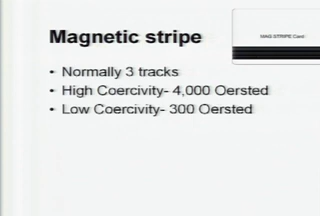 Magnetic stripe
MAG STRIPE Card
• Normally 3 tracks
• High Coercivity- 4,000 Oersted
• Low Coercivity- 300 Oersted